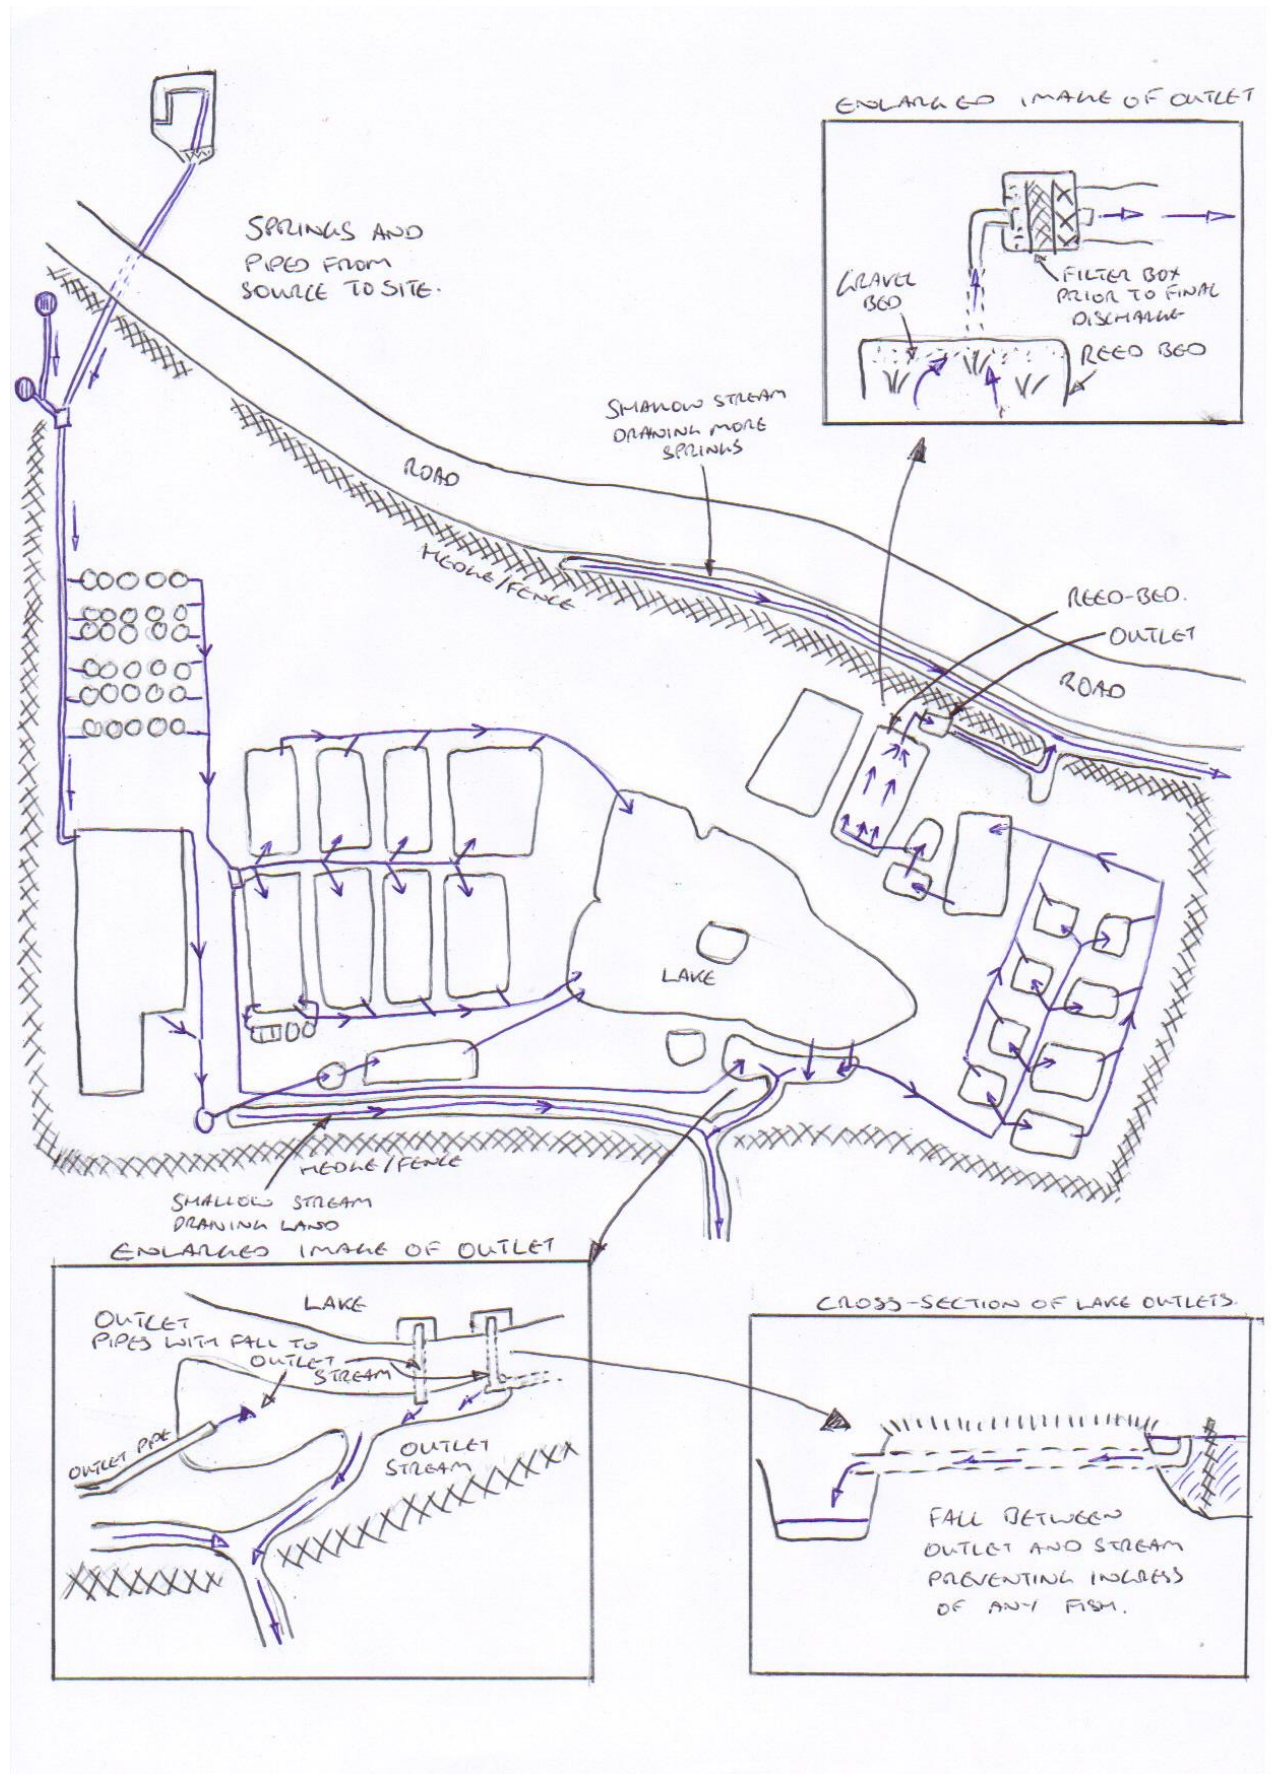 ENLARGED IMAGE OF OUTLET
SPRINGS AND
PIPED FROM
SOURCE TO SITE.
GRAVEL
BED
FILTER BOX
PRIOR TO FINAL
DISCHARGE
REED BED
SHALLOW STREAM
DRAINING MORE
SPRINGS
ROAD
HEDGE/FENCE
REED-BED.
OUTLET
ROAD
LAKE
HEDGE/FENCE
SHALLOW STREAM
DRANING LAND
ENLARGED IMAGE OF OUTLET
LAKE
OUTLET
PIPES WITH FALL TO
OUTLET
STREAM
OUTLET PIPE
OUTLET
STREAM
CROSS-SECTION OF LAKE OUTLETS.
FALL BETWEEN
OUTLET AND STREAM
PREVENTING INGRESS
OF ANY FISH.